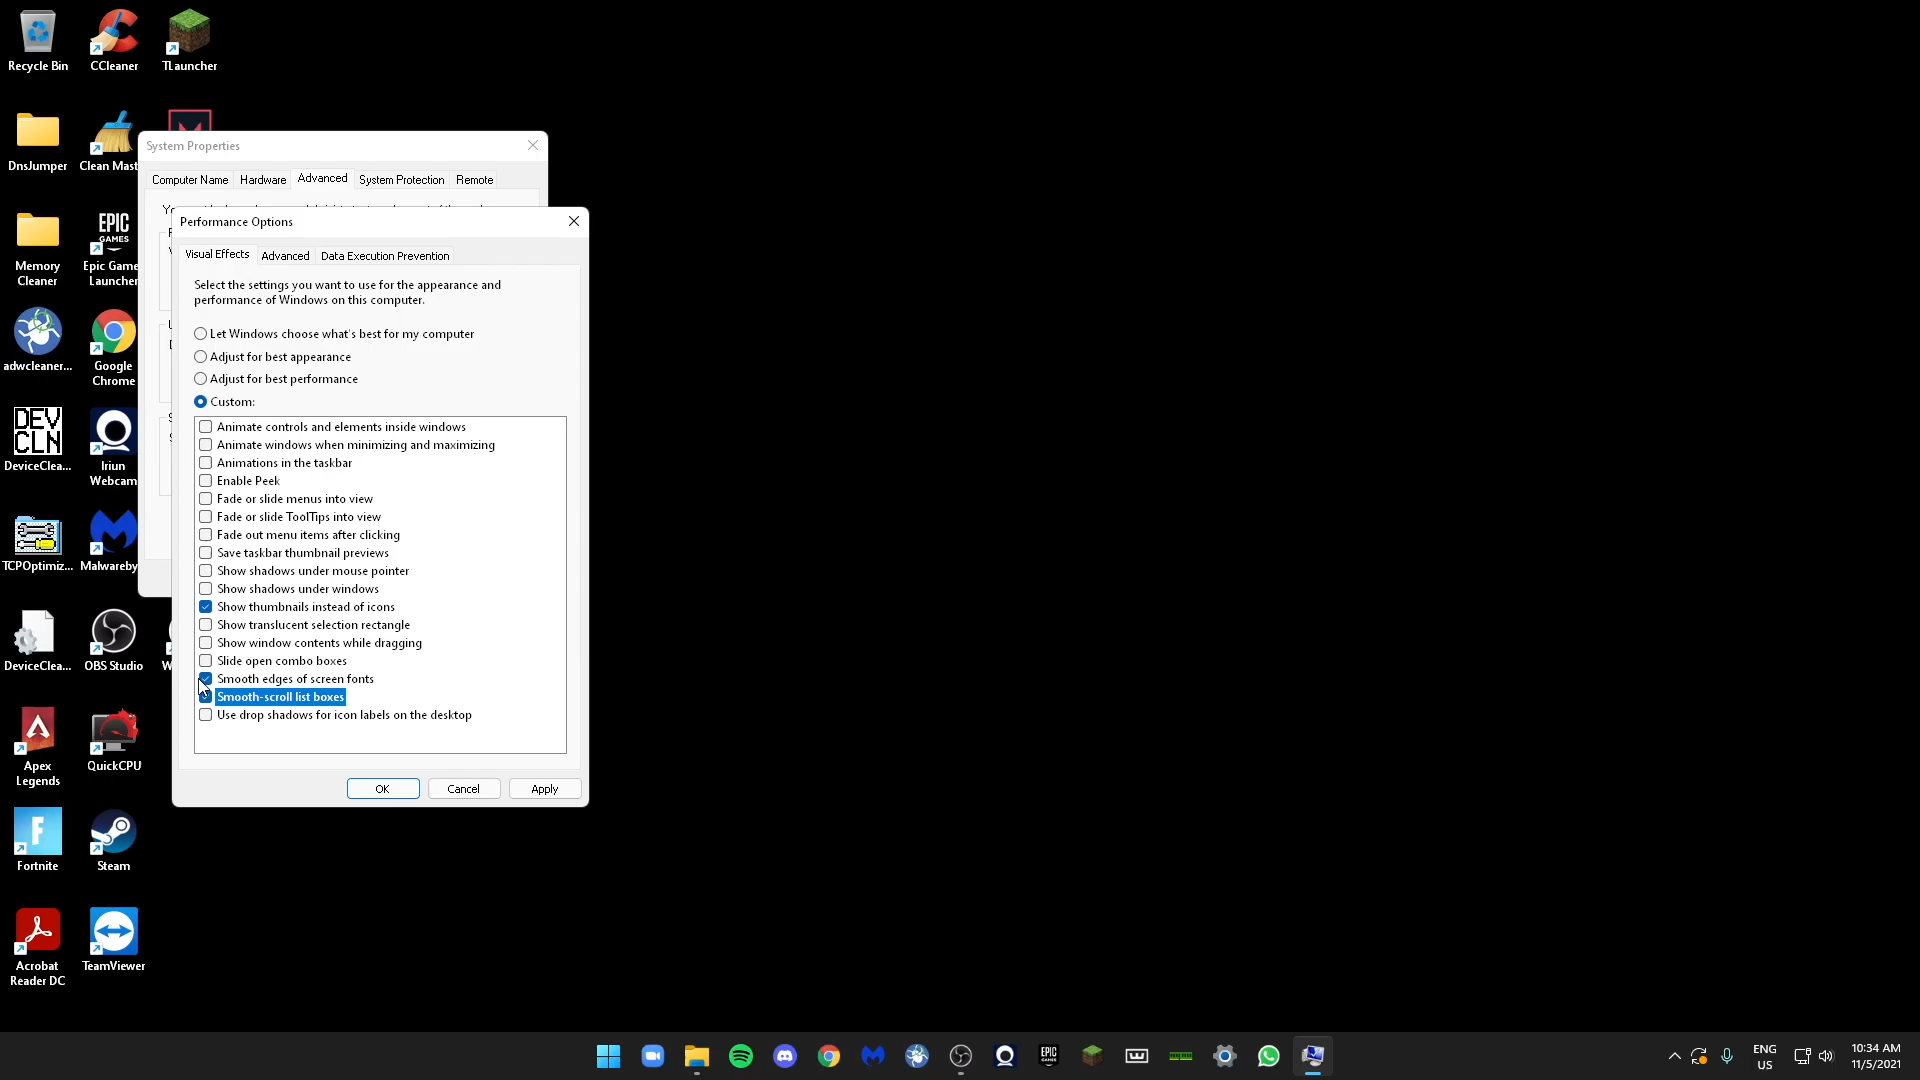 Recycle Bin
CCleaner
TLauncher
DnsJumper
Clean Mast
Memory
Cleaner
EPIC
GAMES
Epic Game
Launcher
adwcleaner...
Google
Chrome
DEV
CLN
DeviceClea...
Iriun
Webcam
TCPOptimiz...
Malwareby
DeviceClea...
OBS Studio
W
Apex
Legends
QuickCPU
Fortnite
Steam
Acrobat
Reader DC
TeamViewer
System Properties
Computer Name
Hardware
Advanced
System Protection
Remote
Performance Options
Visual Effects
Advanced
Data Execution Prevention
Select the settings you want to use for the appearance and
performance of Windows on this computer.
Let Windows choose what's best for my computer
Adjust for best appearance
Adjust for best performance
Custom:
Animate controls and elements inside windows
Animate windows when minimizing and maximizing
Animations in the taskbar
Enable Peek
Fade or slide menus into view
Fade or slide ToolTips into view
Fade out menu items after clicking
Save taskbar thumbnail previews
Show shadows under mouse pointer
Show shadows under windows
Show thumbnails instead of icons
Show translucent selection rectangle
Show window contents while dragging
Slide open combo boxes
Smooth edges of screen fonts
Smooth-scroll list boxes
Use drop shadows for icon labels on the desktop
OK
Cancel
Apply
EPIC
ENG
US
10:34 AM
11/5/2021